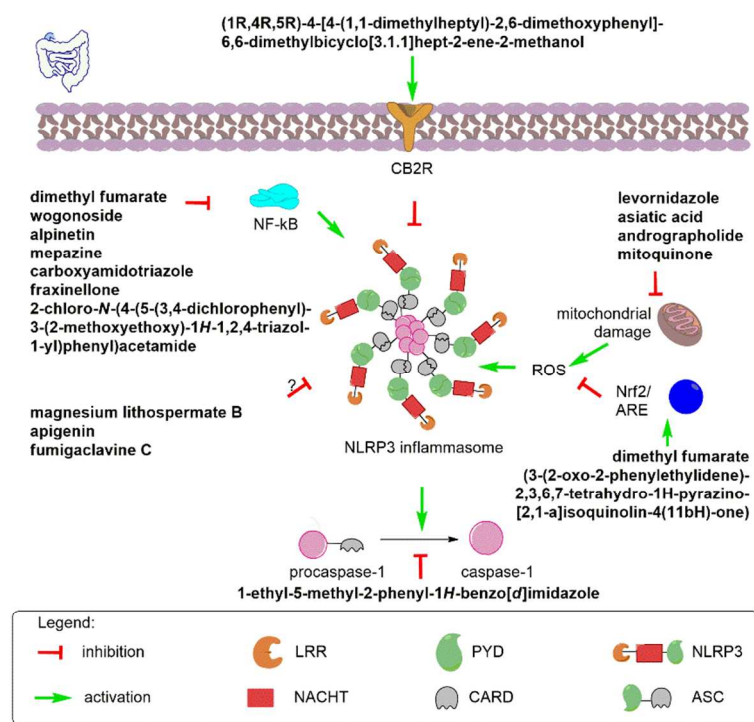 (1R,4R,5R)-4-[4-(1,1-dimethylheptyl)-2,6-dimethoxyphenyl]-
6,6-dimethylbicyclo[3.1.1]hept-2-ene-2-methanol
CB2R
dimethyl fumarate
wogonoside
alpinetin
mepazine
carboxyamidotriazole
fraxinellone
2-chloro-N-(4-(5-(3,4-dichlorophenyl)-
3-(2-methoxyethoxy)-1H-1,2,4-triazol-
1-yl)phenyl)acetamide
NF-kB
levornidazole
asiatic acid
andrographolide
mitoquinone
mitochondrial
damage
ROS
Nrf2/
ARE
?
magnesium lithospermate B
apigenin
fumigaclavine C
NLRP3 inflammasome
dimethyl fumarate
(3-(2-oxo-2-phenylethylidene)-
2,3,6,7-tetrahydro-1H-pyrazino-
[2,1-a]isoquinolin-4(11bH)-one)
procaspase-1
caspase-1
1-ethyl-5-methyl-2-phenyl-1H-benzo[d]imidazole
Legend:
inhibition
LRR
PYD
NLRP3
activation
NACHT
CARD
ASC